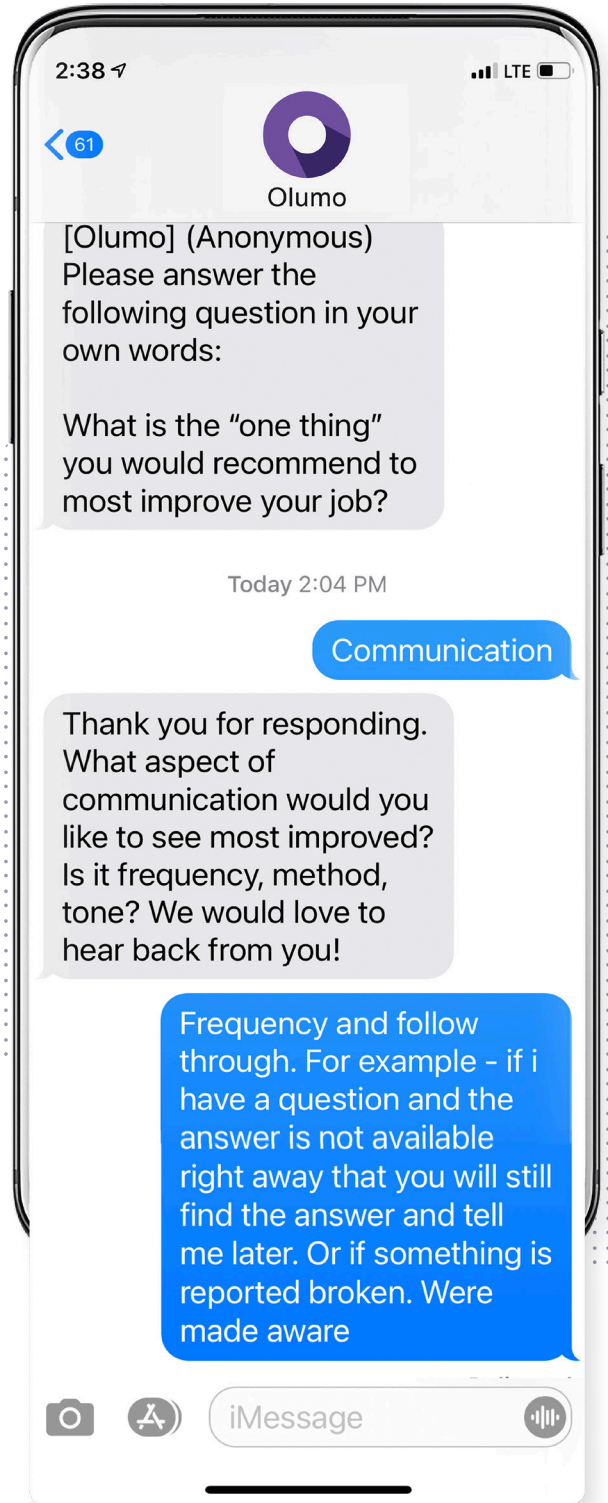 2:38
LTE
61
Olumo
[Olumo] (Anonymous)
Please answer the
following question in your
own words:
What is the “one thing”
you would recommend to
most improve your job?
Today 2:04 PM
Communication
Thank you for responding.
What aspect of
communication would you
like to see most improved?
Is it frequency, method,
tone? We would love to
hear back from you!
Frequency and follow
through. For example - if i
have a question and the
answer is not available
right away that you will still
find the answer and tell
me later. Or if something is
reported broken. Were
made aware
iMessage